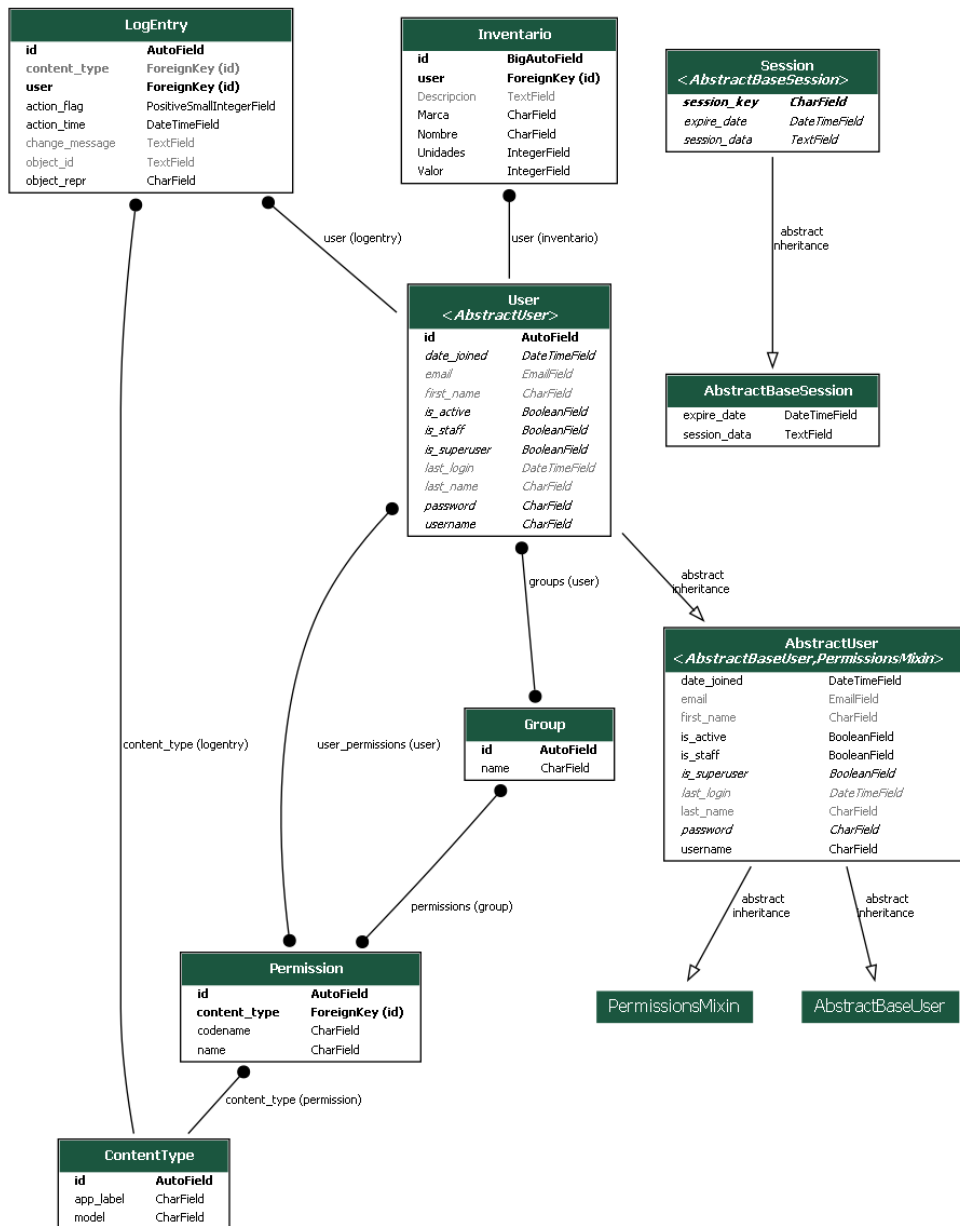 LogEntry
id AutoField
content_type ForeignKey (id)
user ForeignKey (id)
action_flag PositiveSmallIntegerField
action_time DateTimeField
change_message TextField
object_id TextField
object_repr CharField
Inventario
id BigAutoField
user ForeignKey (id)
Descripcion TextField
Marca CharField
Nombre CharField
Unidades IntegerField
Valor IntegerField
Session
<AbstractBaseSession>
session_key CharField
expire_date DateTimeField
session_data TextField
user (logentry)
user (inventario)
abstract
inheritance
User
<AbstractUser>
id AutoField
date_joined DateTimeField
email EmailField
first_name CharField
is_active BooleanField
is_staff BooleanField
is_superuser BooleanField
last_login DateTimeField
last_name CharField
password CharField
username CharField
AbstractBaseSession
expire_date DateTimeField
session_data TextField
groups (user)
abstract
inheritance
AbstractUser
<AbstractBaseUser,PermissionsMixin>
date_joined DateTimeField
email EmailField
first_name CharField
is_active BooleanField
is_staff BooleanField
is_superuser BooleanField
last_login DateTimeField
last_name CharField
password CharField
username CharField
content_type (logentry)
user_permissions (user)
Group
id AutoField
name CharField
permissions (group)
abstract
inheritance
abstract
inheritance
Permission
id AutoField
content_type ForeignKey (id)
codename CharField
name CharField
PermissionsMixin
AbstractBaseUser
content_type (permission)
ContentType
id AutoField
app_label CharField
model CharField